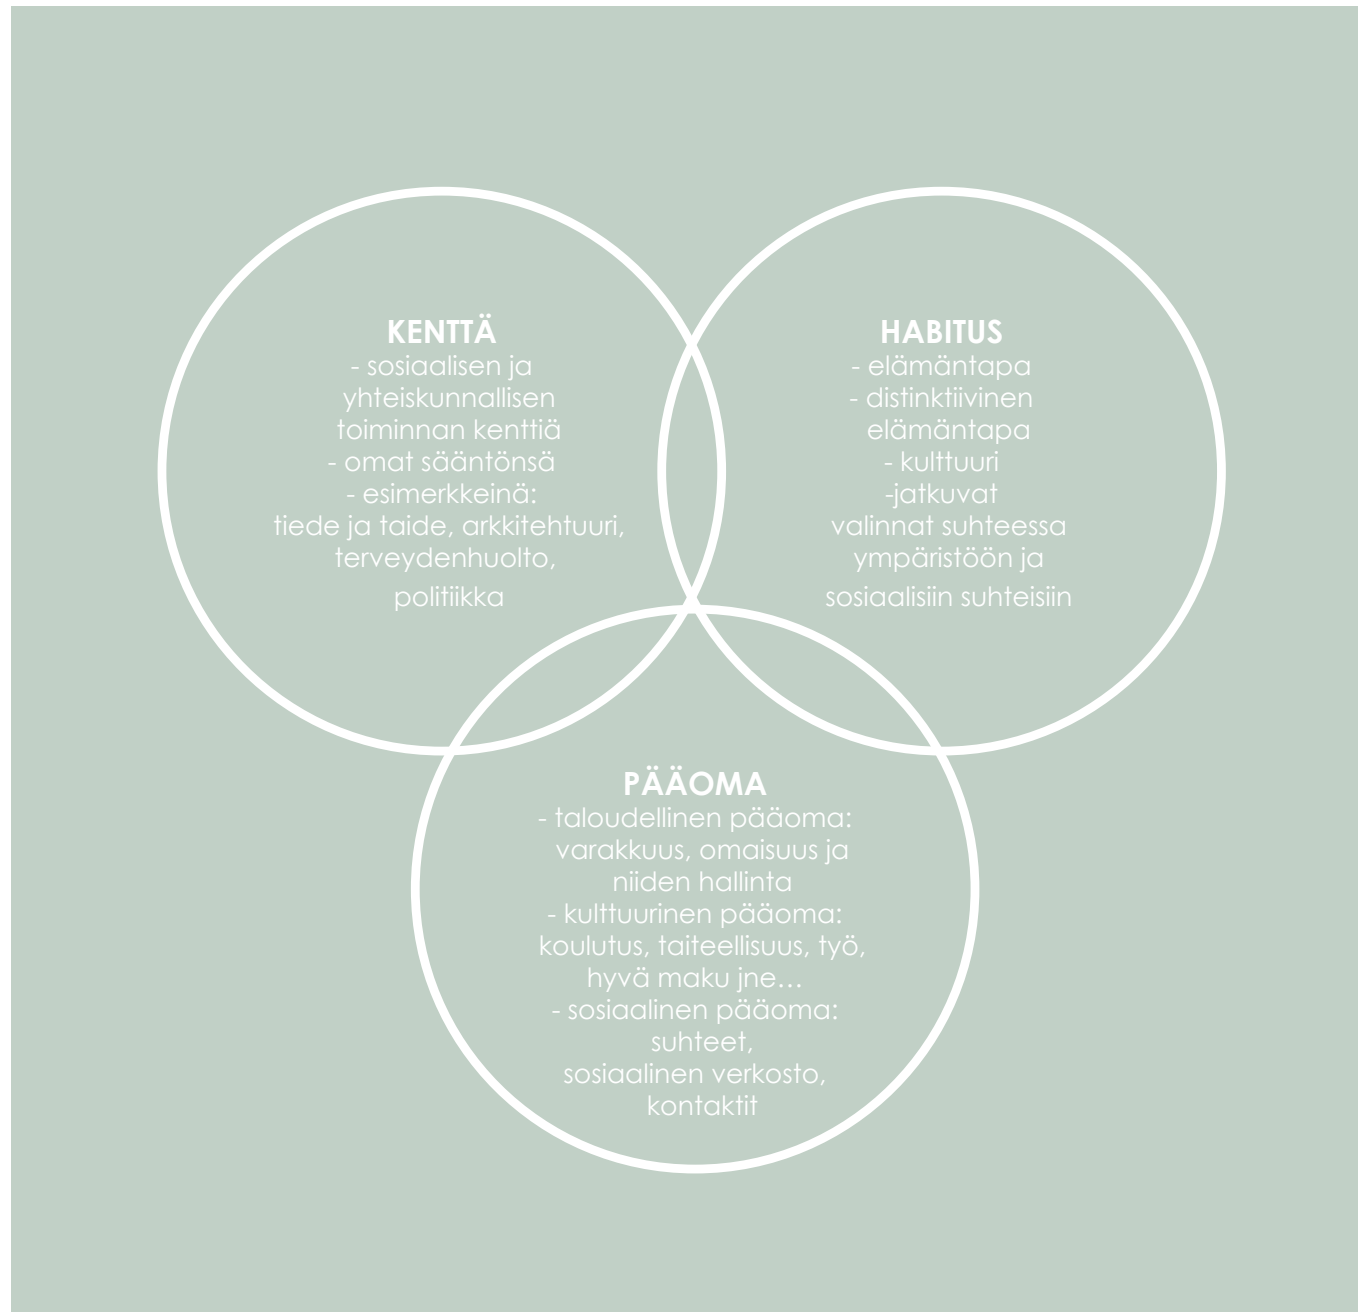 KENTTÄ
- sosiaalisen ja
yhteiskunnallisen
toiminnan kenttiä
- omat sääntönsä
- esimerkkeinä:
tiede ja taide, arkkitehtuuri,
terveydenhuolto,
politiikka
HABITUS
- elämäntapa
- distinktiivinen
elämäntapa
- kulttuuri
-jatkuvat
valinnat suhteessa
ympäristöön ja
sosiaalisiin suhteisiin
PÄÄOMA
- taloudellinen pääoma:
varakkuus, omaisuus ja
niiden hallinta
- kulttuurinen pääoma:
koulutus, taiteellisuus, työ,
hyvä maku jne…
- sosiaalinen pääoma:
suhteet,
sosiaalinen verkosto,
kontaktit